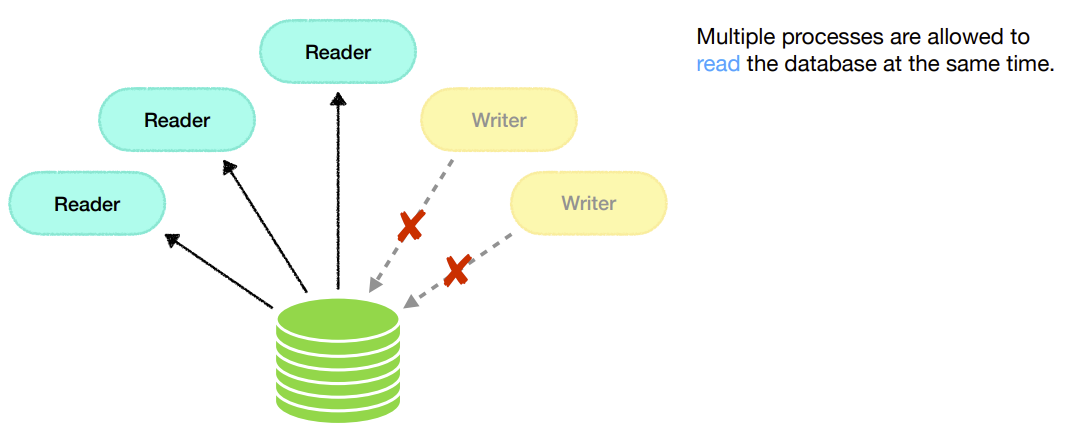 Reader
Multiple processes are allowed to
read the database at the same time.
Reader
Writer
Reader
Writer